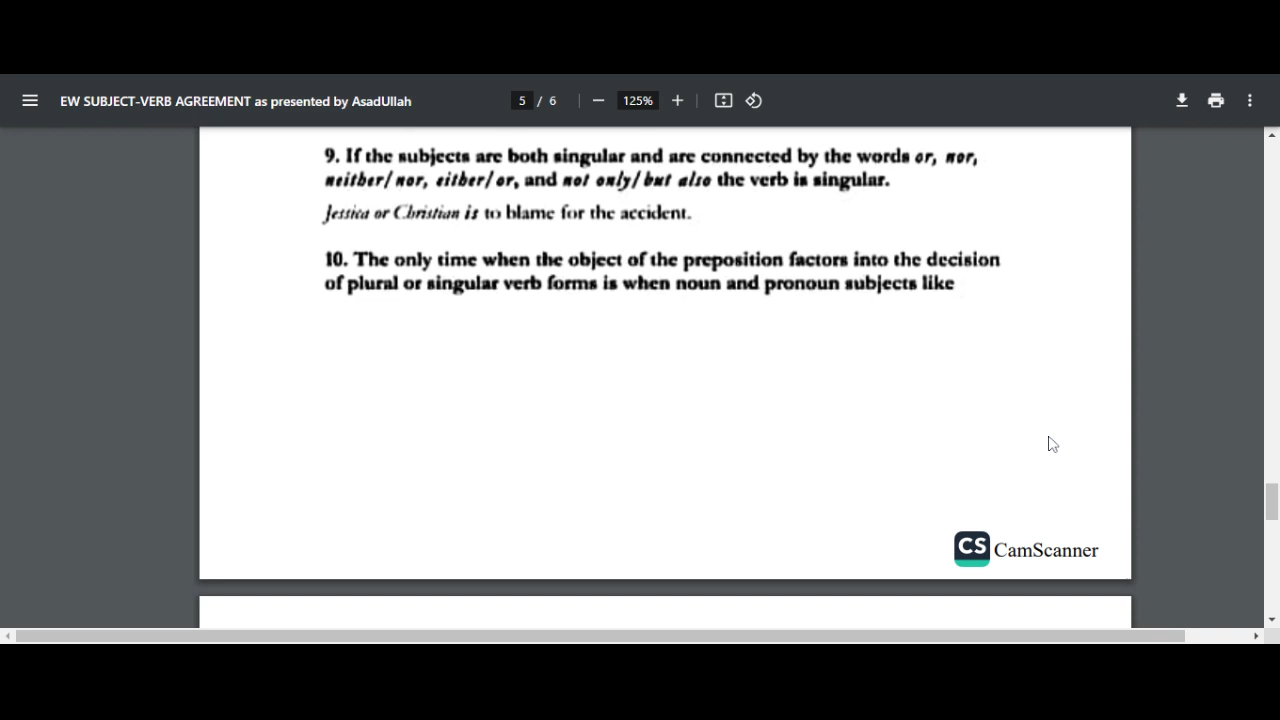 EW SUBJECT-VERB AGREEMENT as presented by AsadUllah
5 / 6
125%
9. If the subjects are both singular and are connected by the words or, nor,
neither/nor, either/or, and not only/but also the verb is singular.
Jessica or Christian is to blame for the accident.
10. The only time when the object of the preposition factors into the decision
of plural or singular verb forms is when noun and pronoun subjects like
CS CamScanner